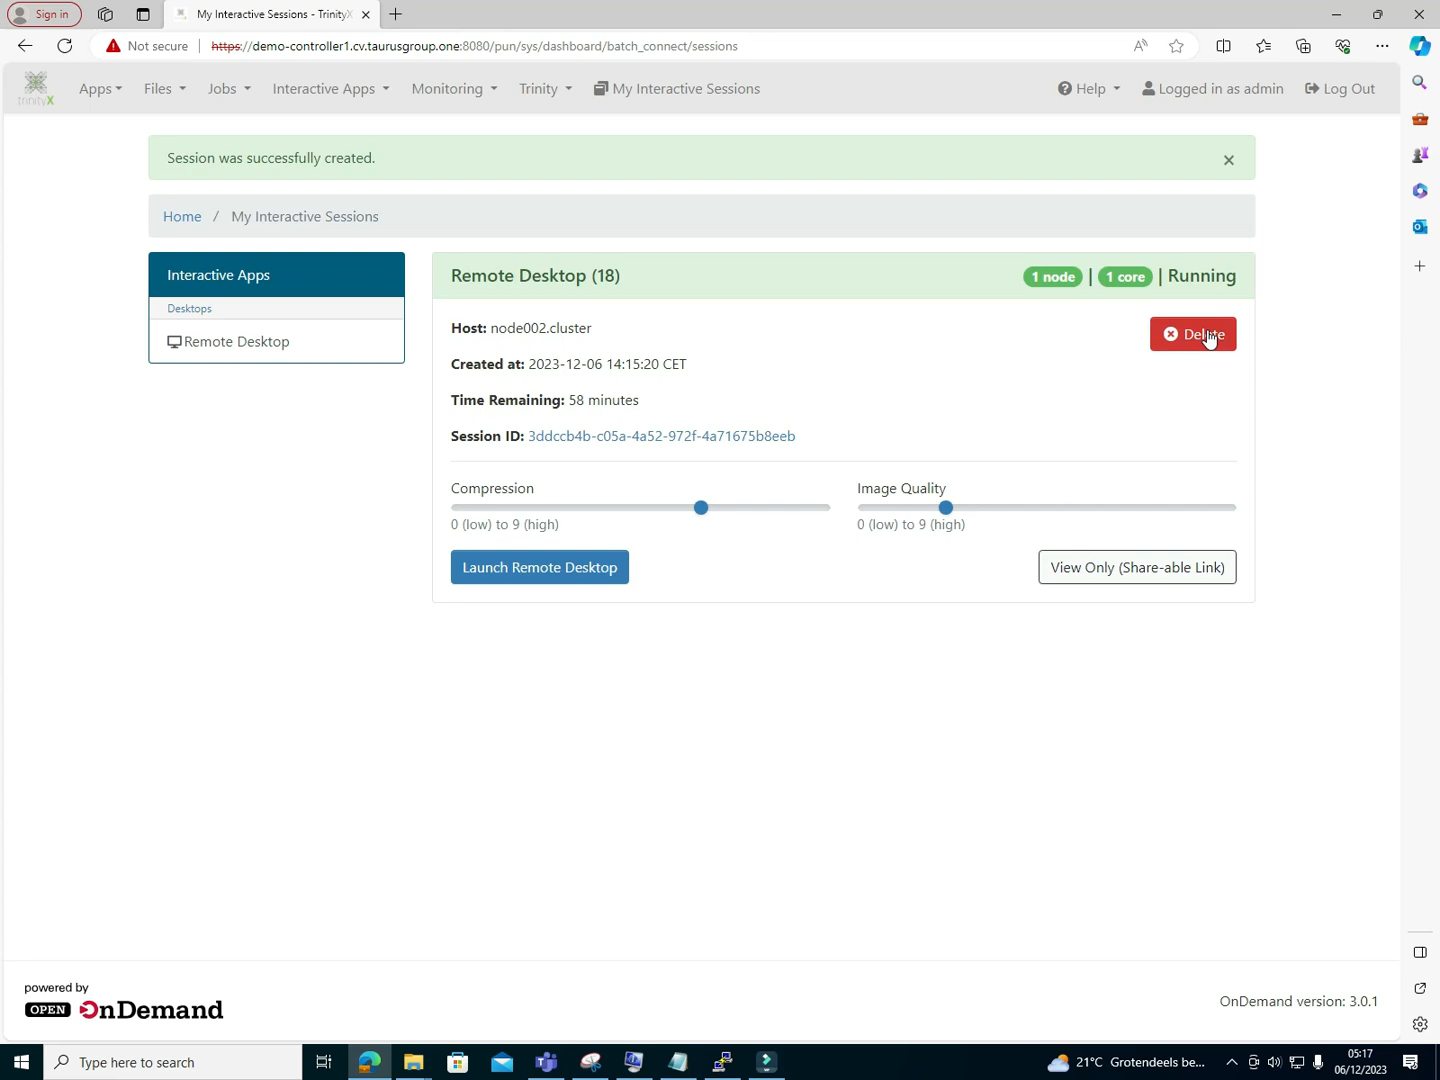 Sign in
My Interactive Sessions - TrinityX
Not secure
https://demo-controller1.cv.taurusgroup.one:8080/pun/sys/dashboard/batch_connect/sessions
trinityX
Apps
Files
Jobs
Interactive Apps
Monitoring
Trinity
My Interactive Sessions
Help
Logged in as admin
Log Out
Session was successfully created.
×
Home / My Interactive Sessions
Interactive Apps
Desktops
Remote Desktop
Remote Desktop (18)
1 node | 1 core | Running
Host: node002.cluster
Delete
Created at: 2023-12-06 14:15:20 CET
Time Remaining: 58 minutes
Session ID: 3ddccb4b-c05a-4a52-972f-4a71675b8eeb
Compression
0 (low) to 9 (high)
Image Quality
0 (low) to 9 (high)
Launch Remote Desktop
View Only (Share-able Link)
powered by
OPEN OnDemand
OnDemand version: 3.0.1
Type here to search
21°C Grotendeels be...
05:17
06/12/2023